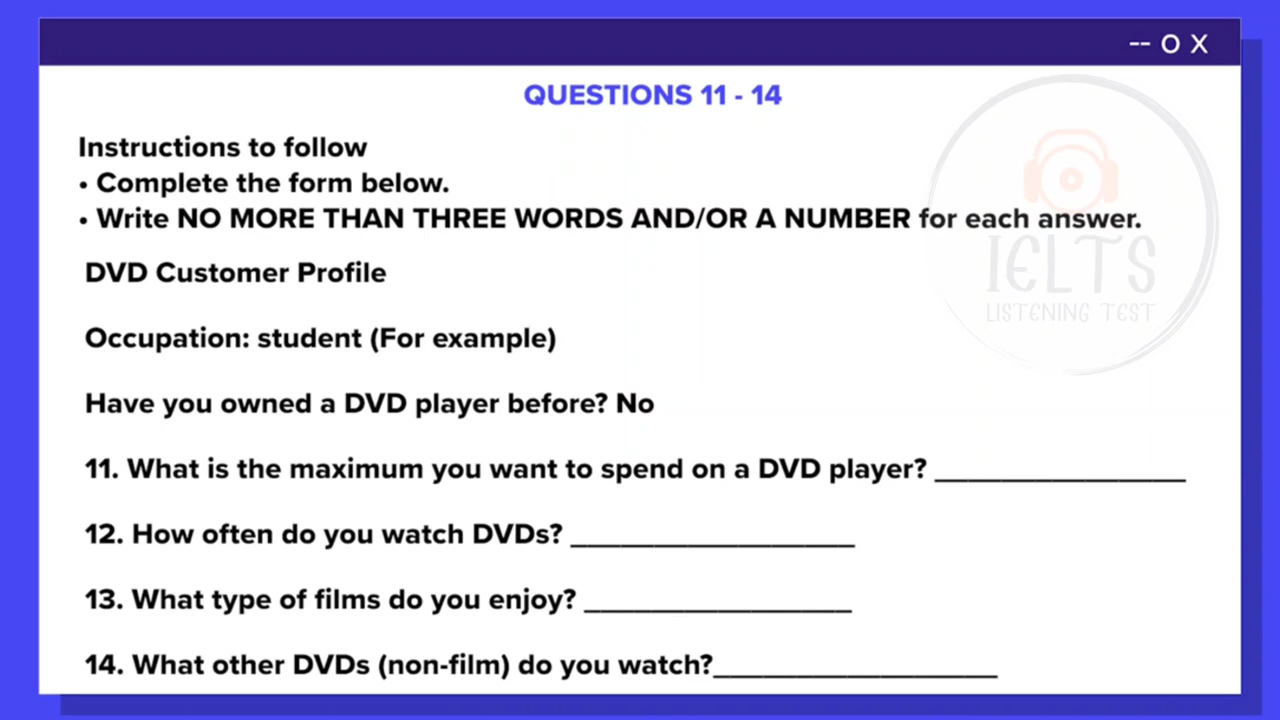 -- O X
QUESTIONS 11 - 14
Instructions to follow
• Complete the form below.
• Write NO MORE THAN THREE WORDS AND/OR A NUMBER for each answer.
IELTS
LISTENING TEST
DVD Customer Profile
Occupation: student (For example)
Have you owned a DVD player before? No
11. What is the maximum you want to spend on a DVD player? _______________
12. How often do you watch DVDs? _________________
13. What type of films do you enjoy? ________________
14. What other DVDs (non-film) do you watch?_________________